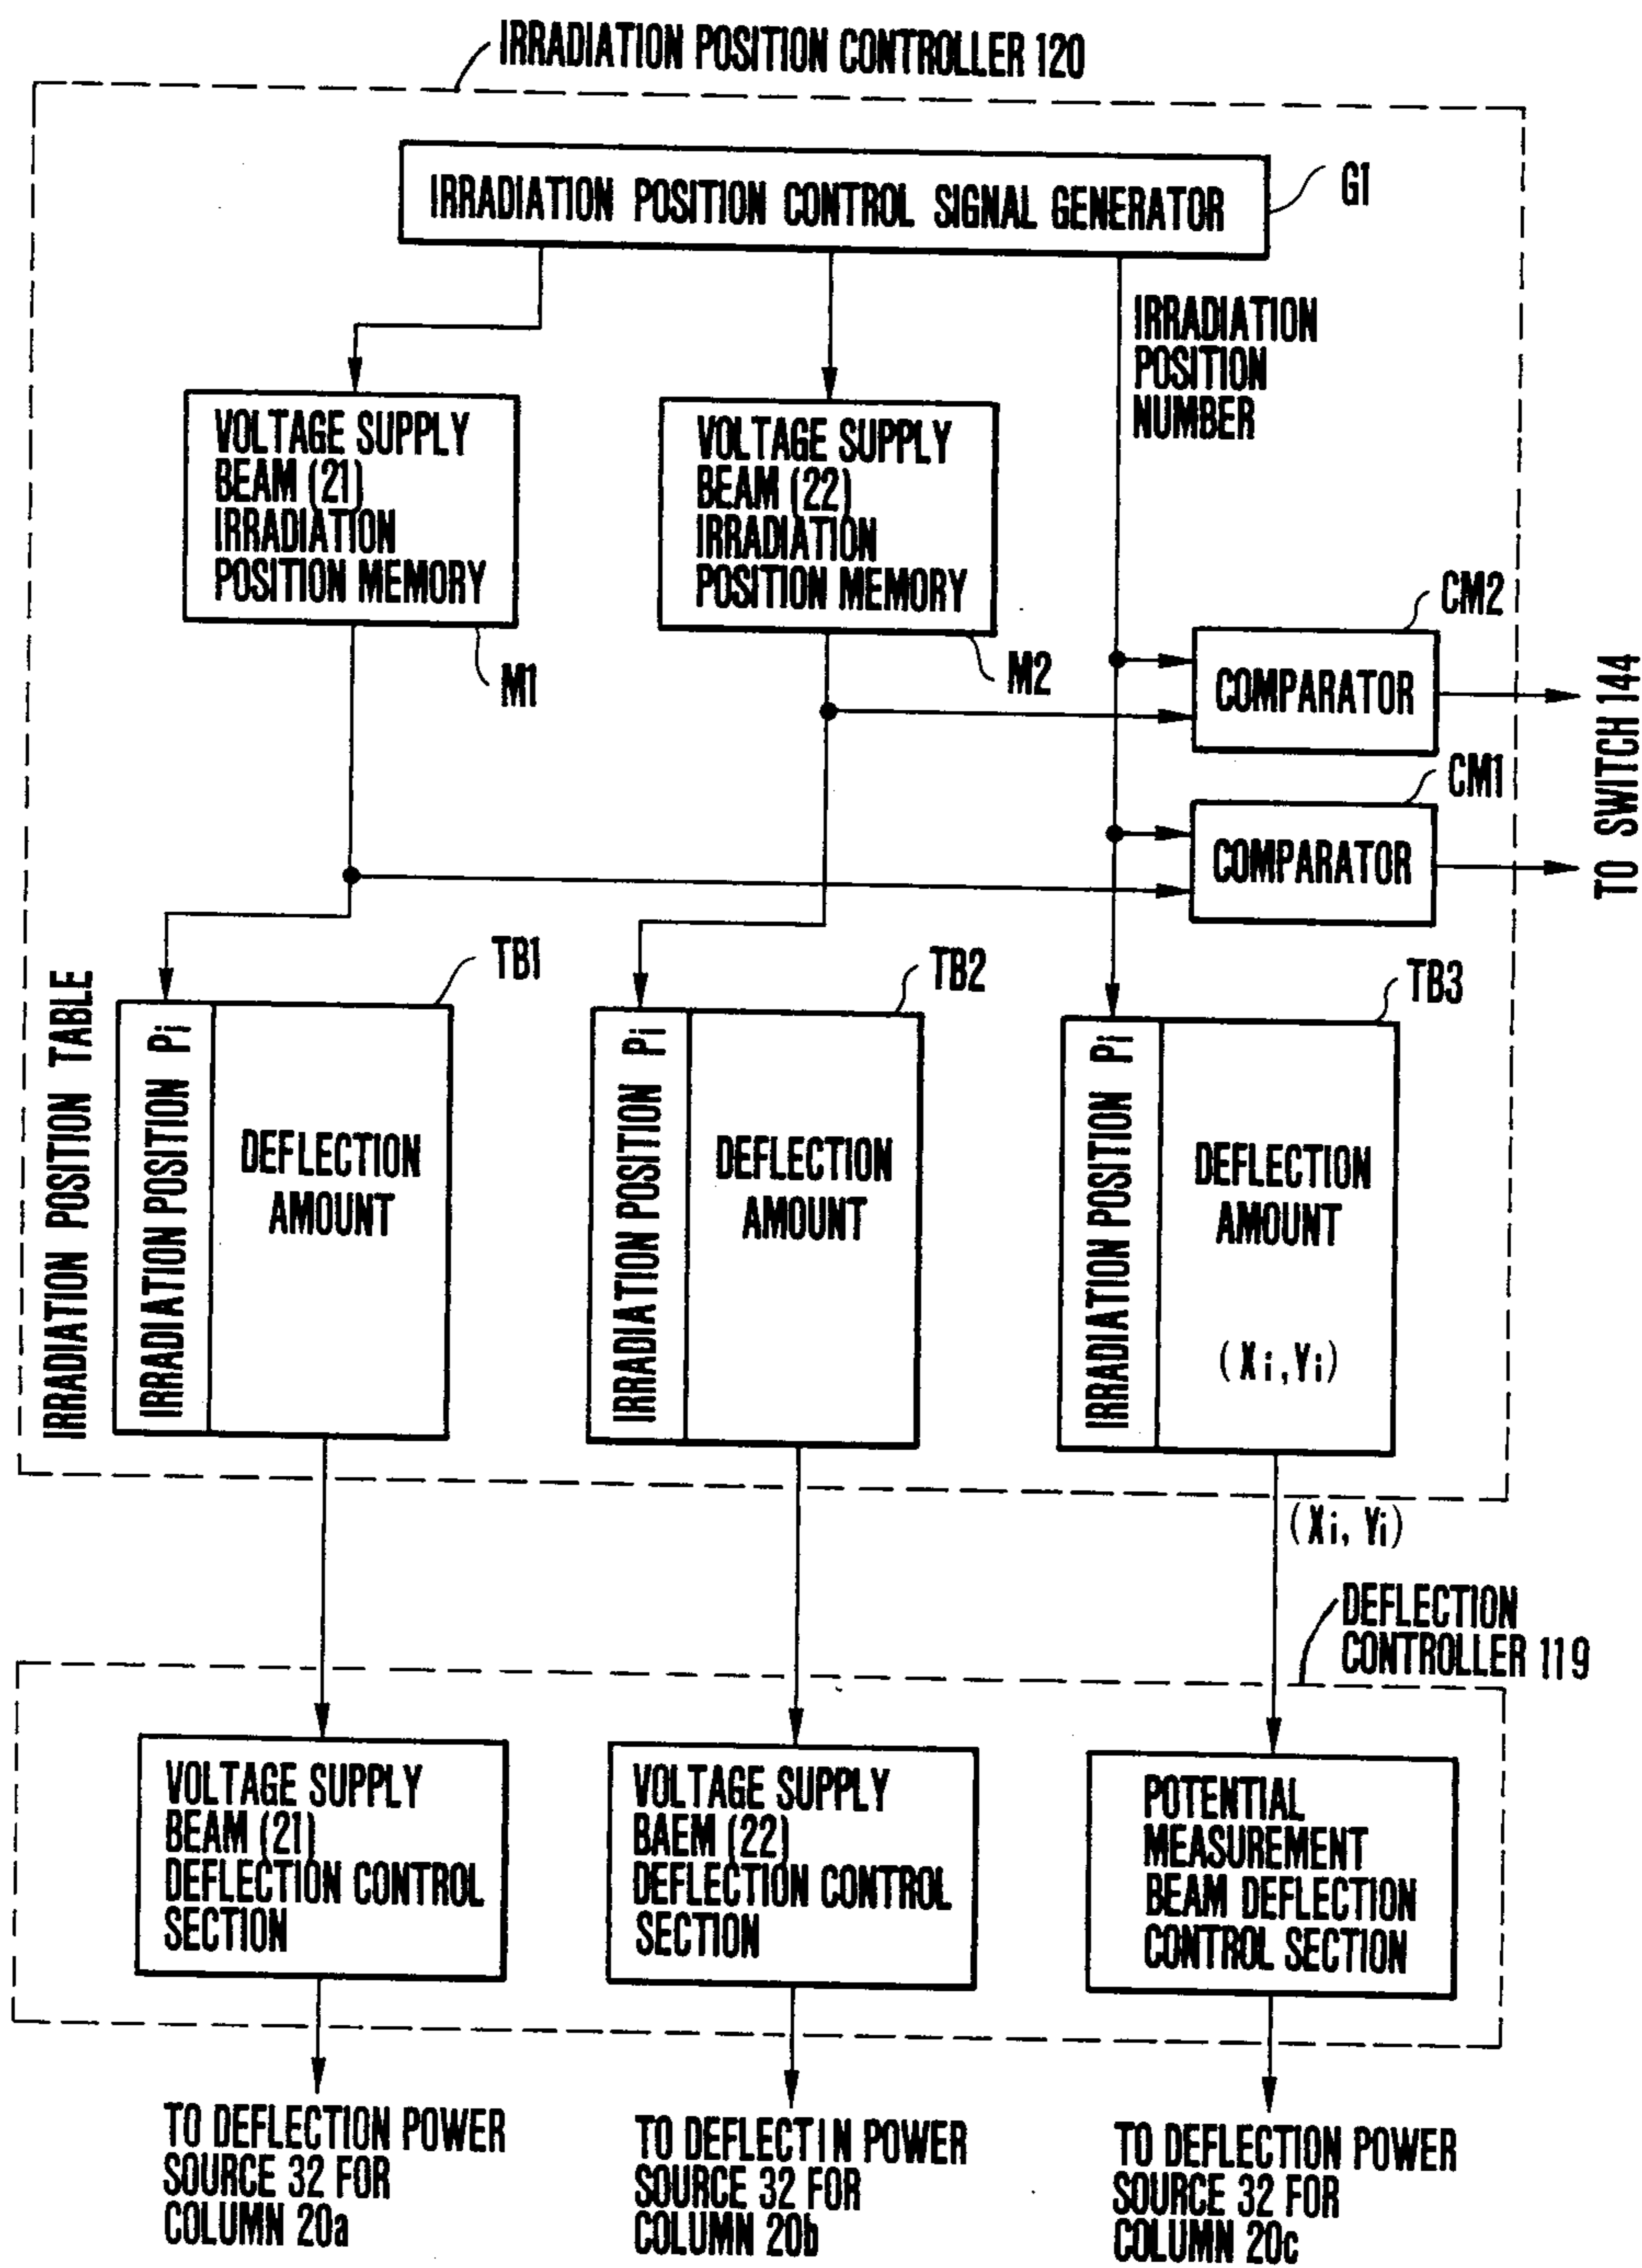 IRRADIATION POSITION CONTROLLER 120
IRRADIATION POSITION CONTROL SIGNAL GENERATOR
G1
IRRADIATION
POSITION
NUMBER
VOLTAGE SUPPLY
BEAM (21)
IRRADIATION
POSITION MEMORY
M1
VOLTAGE SUPPLY
BEAM (22)
IRRADIATION
POSITION MEMORY
M2
CM2
COMPARATOR
CM1
COMPARATOR
TO SWITCH 144
IRRADIATION POSITION TABLE
TB1
IRRADIATION POSITION Pi
DEFLECTION
AMOUNT
TB2
IRRADIATION POSITION Pi
DEFLECTION
AMOUNT
TB3
IRRADIATION POSITION Pi
DEFLECTION
AMOUNT
(Xi,Yi)
(Xi, Yi)
DEFLECTION
CONTROLLER 119
VOLTAGE SUPPLY
BEAM (21)
DEFLECTION CONTROL
SECTION
VOLTAGE SUPPLY
BAEM (22)
DEFLECTION CONTROL
SECTION
POTENTIAL
MEASUREMENT
BEAM DEFLECTION
CONTROL SECTION
TO DEFLECTION POWER
SOURCE 32 FOR
COLUMN 20a
TO DEFLECTIN POWER
SOURCE 32 FOR
COLUMN 20b
TO DEFLECTION POWER
SOURCE 32 FOR
COLUMN 20c